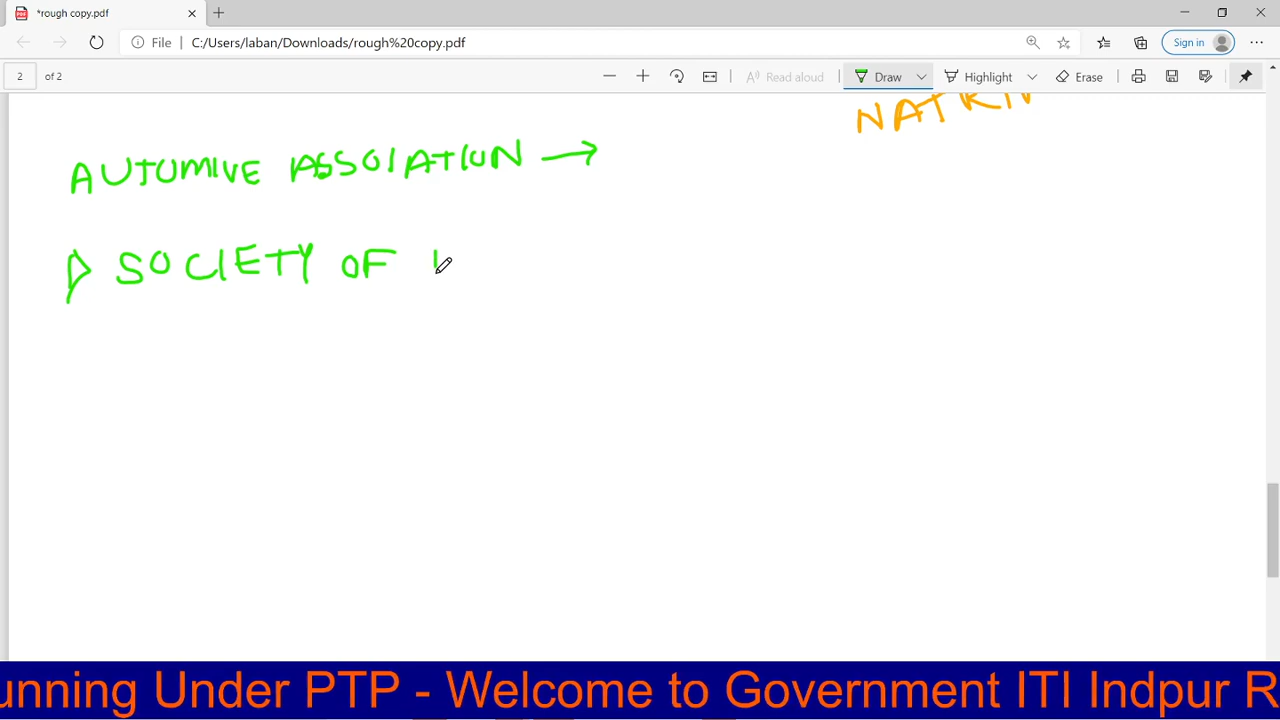 *rough copy.pdf
File C:/Users/laban/Downloads/rough%20copy.pdf Sign in
2 of 2 Read aloud Draw Highlight Erase
AUTOMIVE ASSOIATION →
SOCIETY OF
unning Under PTP - Welcome to Government ITI Indpur R